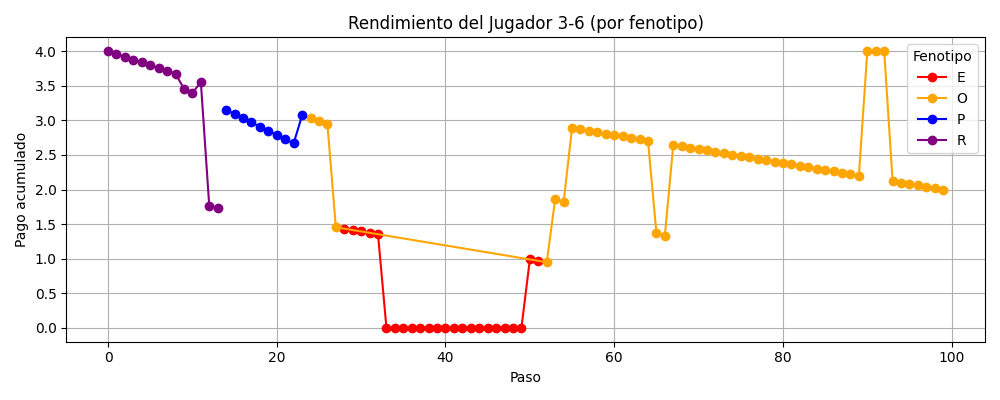 Rendimiento del Jugador 3-6 (por fenotipo)
Pago acumulado
4.0
3.5
3.0
2.5
2.0
1.5
1.0
0.5
0.0
Fenotipo
E
O
P
R
0
20
40
60
80
100
Paso